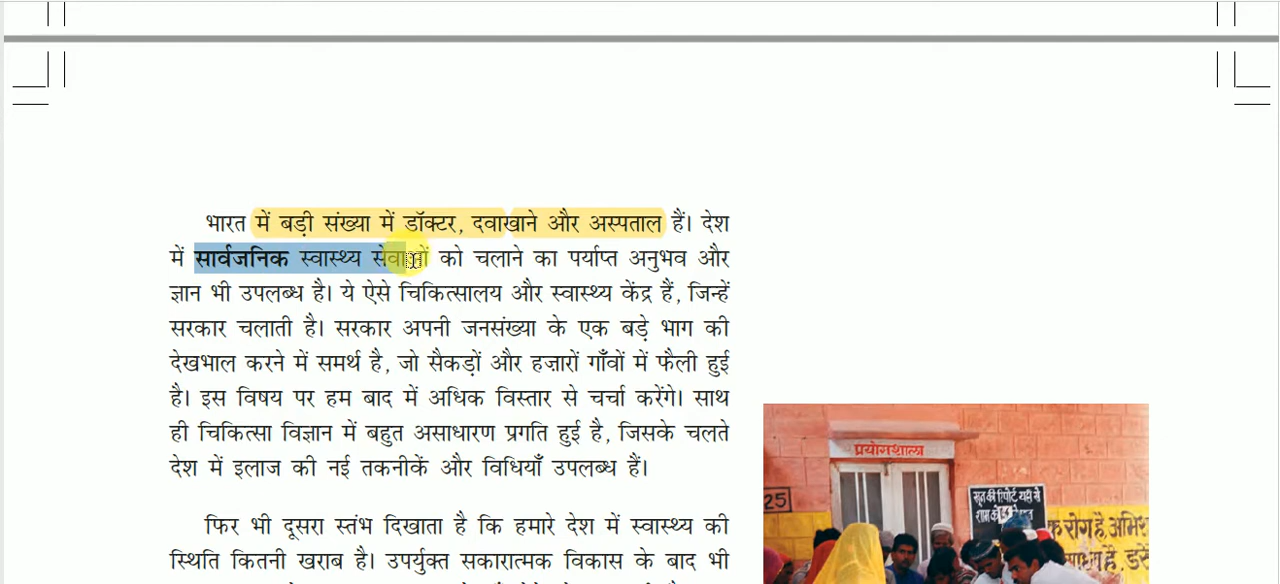 भारत में बड़ी संख्या में डॉक्टर, दवाखाने और अस्पताल हैं। देश
में सार्वजनिक स्वास्थ्य सेवाओं को चलाने का पर्याप्त अनुभव और
ज्ञान भी उपलब्ध है। ये ऐसे चिकित्सालय और स्वास्थ्य केंद्र हैं, जिन्हें
सरकार चलाती है। सरकार अपनी जनसंख्या के एक बड़े भाग की
देखभाल करने में समर्थ है, जो सैकड़ों और हज़ारों गाँवों में फैली हुई
है। इस विषय पर हम बाद में अधिक विस्तार से चर्चा करेंगे। साथ
ही चिकित्सा विज्ञान में बहुत असाधारण प्रगति हुई है, जिसके चलते
देश में इलाज की नई तकनीकें और विधियाँ उपलब्ध हैं।
फिर भी दूसरा स्तंभ दिखाता है कि हमारे देश में स्वास्थ्य की
स्थिति कितनी खराब है। उपर्युक्त सकारात्मक विकास के बाद भी
प्रयोगशाला
25
की रिपोर्ट यहीं से
शाम को
रोग है,